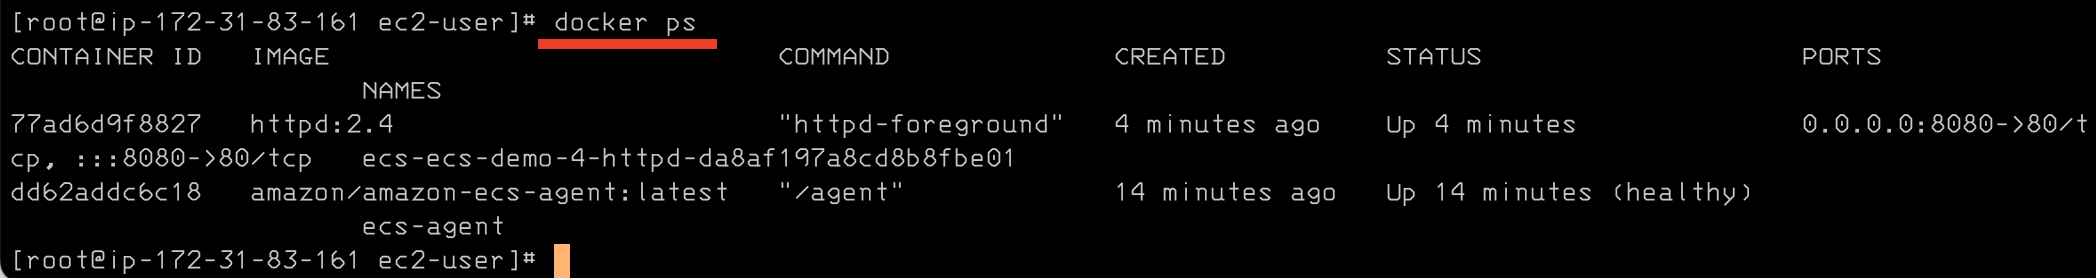 [root@ip-172-31-83-161 ec2-user]# docker ps
CONTAINER ID   IMAGE                            COMMAND              CREATED          STATUS                    PORTS
                      NAMES
77ad6d9f8827   httpd:2.4                        "httpd-foreground"   4 minutes ago    Up 4 minutes              0.0.0.0:8080->80/t
cp, :::8080->80/tcp   ecs-ecs-demo-4-httpd-da8af197a8cd8b8fbe01
dd62addc6c18   amazon/amazon-ecs-agent:latest   "/agent"             14 minutes ago   Up 14 minutes (healthy)
                      ecs-agent
[root@ip-172-31-83-161 ec2-user]#